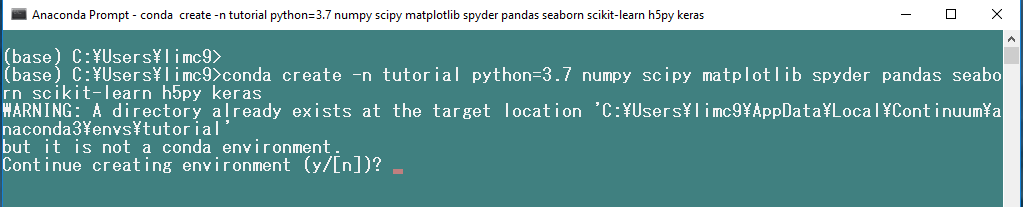 Anaconda Prompt - conda  create -n tutorial python=3.7 numpy scipy matplotlib spyder pandas seaborn scikit-learn h5py keras
(base) C:¥Users¥limc9>
(base) C:¥Users¥limc9>conda create -n tutorial python=3.7 numpy scipy matplotlib spyder pandas seabo
rn scikit-learn h5py keras
WARNING: A directory already exists at the target location 'C:¥Users¥limc9¥AppData¥Local¥Continuum¥a
naconda3¥envs¥tutorial'
but it is not a conda environment.
Continue creating environment (y/[n])?